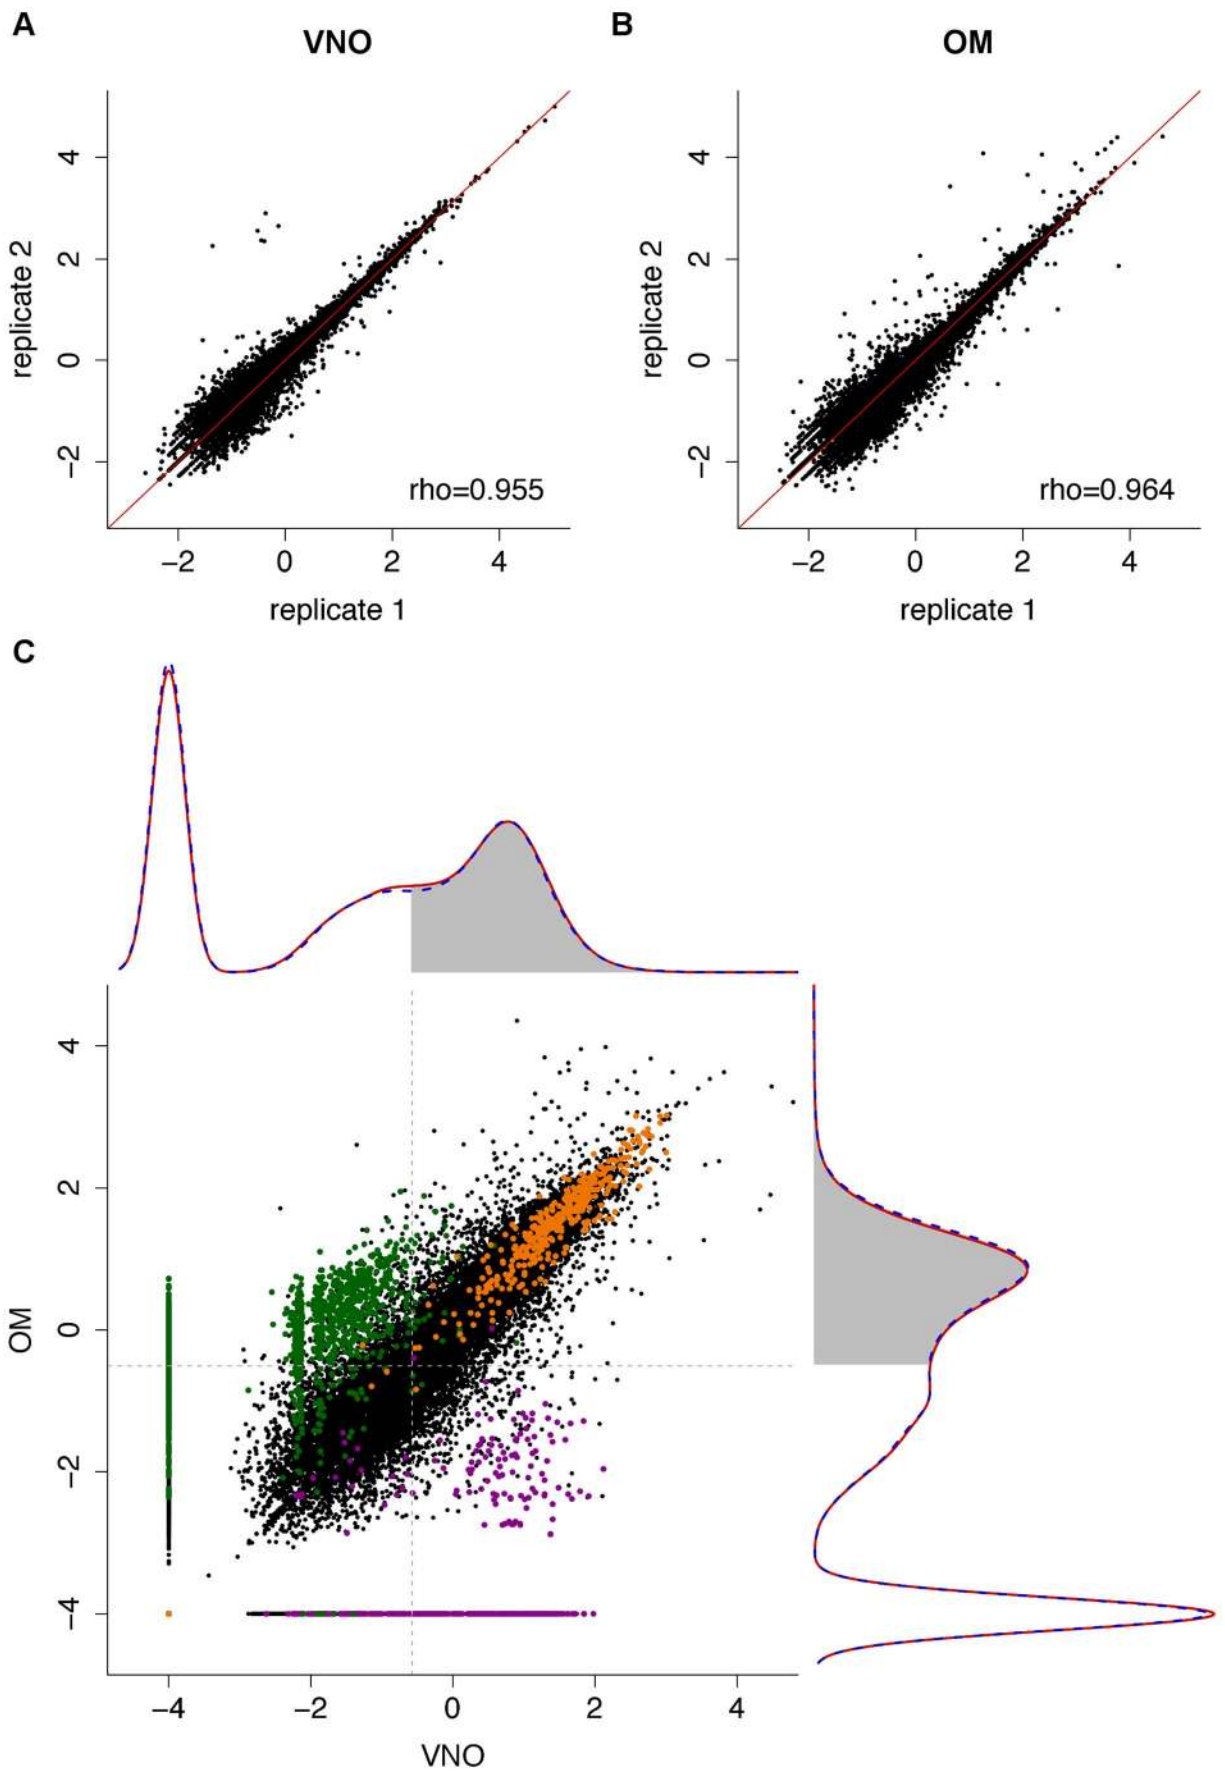 A
VNO
replicate 2
4
2
0
−2
rho=0.955
−2 0 2 4
replicate 1
B
OM
replicate 2
4
2
0
−2
rho=0.964
−2 0 2 4
replicate 1
C
OM
4
2
0
−2
−4
−4 −2 0 2 4
VNO